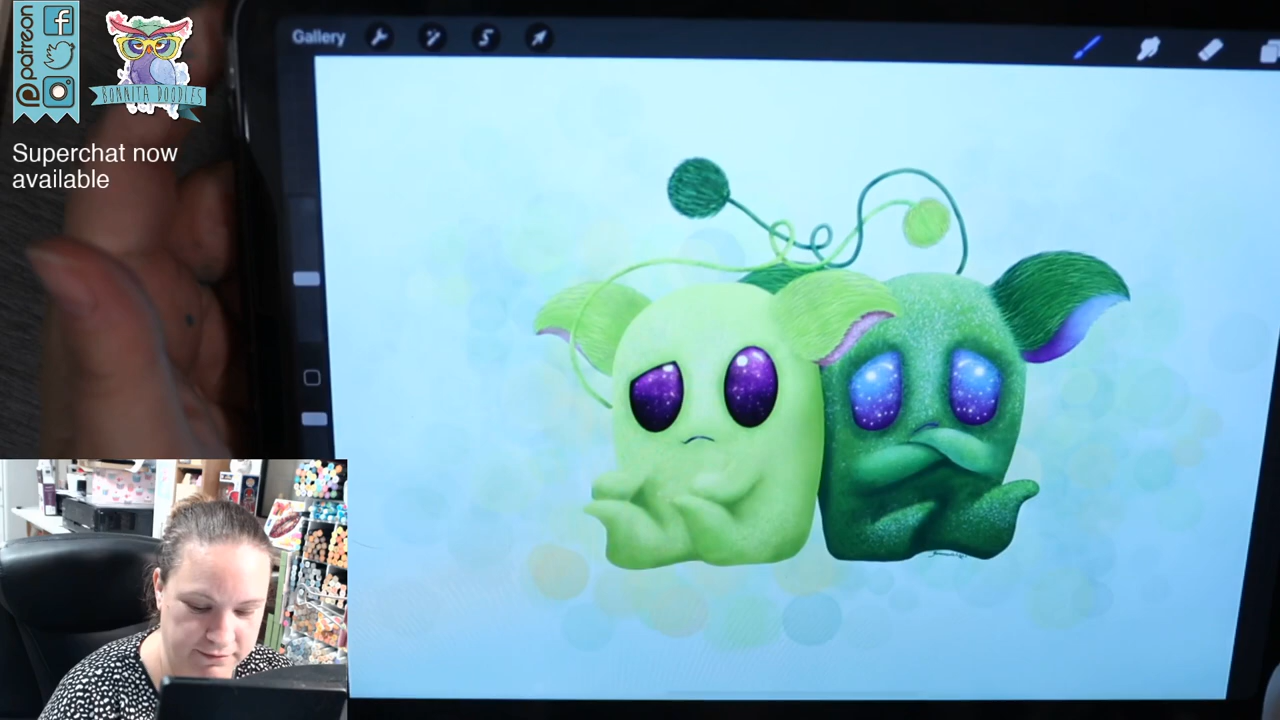 patreon
BONNITA DOODLES
Superchat now
available
Gallery